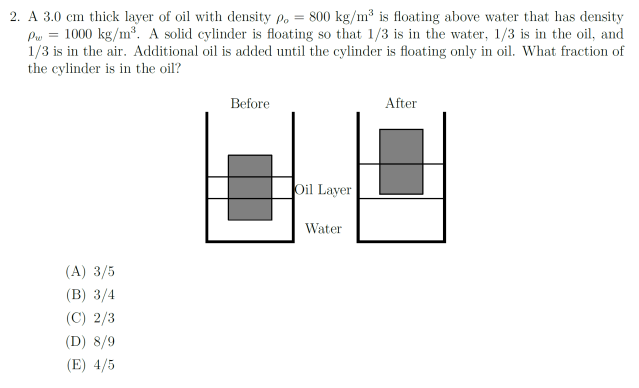 2. A 3.0 cm thick layer of oil with density ρₒ = 800 kg/m³ is floating above water that has density
ρw = 1000 kg/m³. A solid cylinder is floating so that 1/3 is in the water, 1/3 is in the oil, and
1/3 is in the air. Additional oil is added until the cylinder is floating only in oil. What fraction of
the cylinder is in the oil?
Before After
Oil Layer
Water
(A) 3/5
(B) 3/4
(C) 2/3
(D) 8/9
(E) 4/5